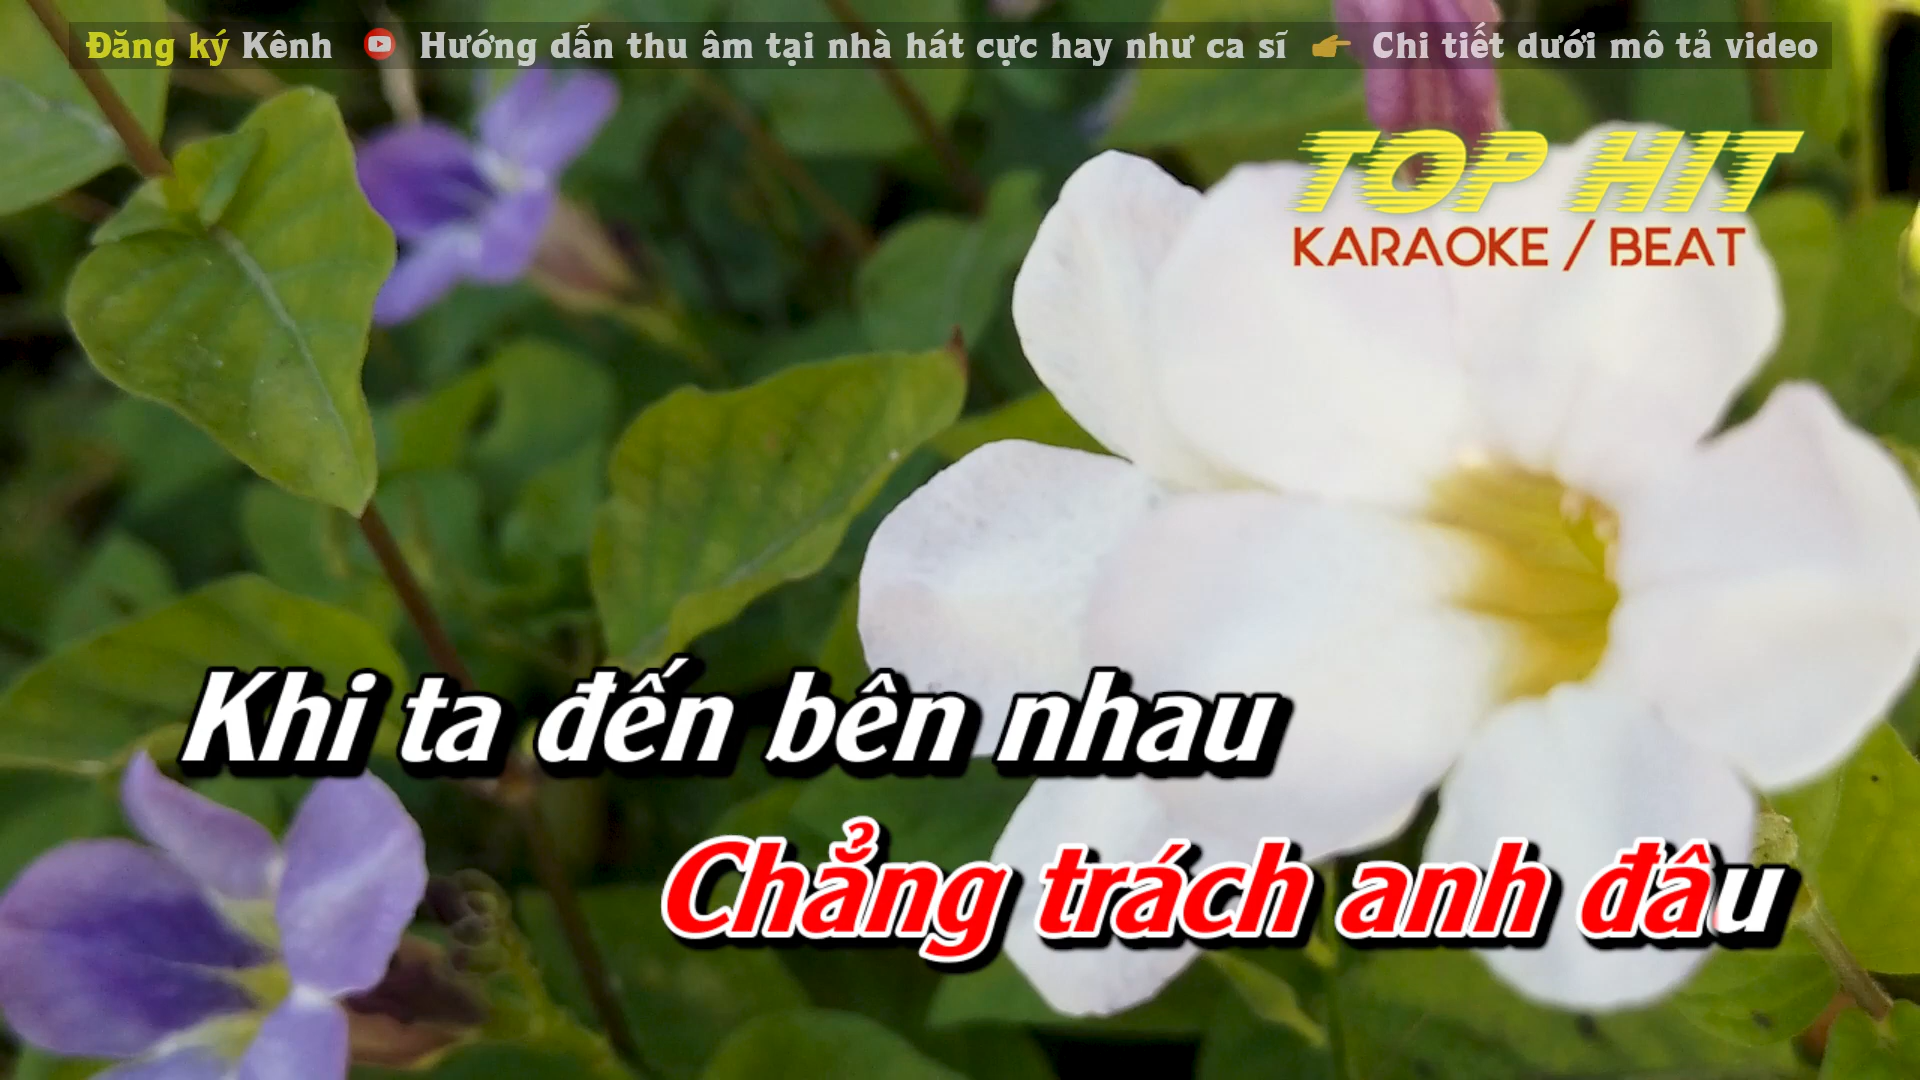 Đăng ký Kênh Hướng dẫn thu âm tại nhà hát cực hay như ca sĩ Chi tiết dưới mô tả video
TOP HIT
KARAOKE / BEAT
Khi ta đến bên nhau
Chẳng trách anh đâu